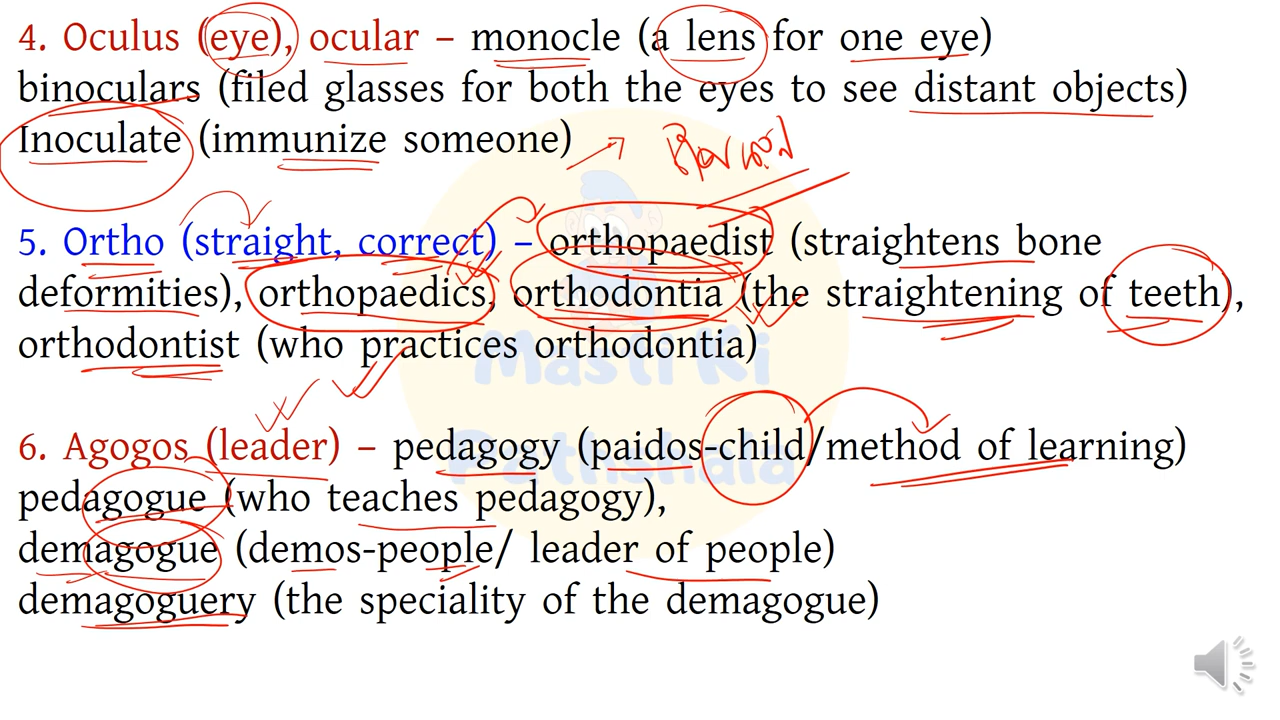 4. Oculus (eye), ocular – monocle (a lens for one eye)
binoculars (filed glasses for both the eyes to see distant objects)
Inoculate (immunize someone)
5. Ortho (straight, correct) – orthopaedist (straightens bone
deformities), orthopaedics, orthodontia (the straightening of teeth),
orthodontist (who practices orthodontia)
Masti Ki
6. Agogos (leader) – pedagogy (paidos-child/method of learning)
Pathshala
pedagogue (who teaches pedagogy),
demagogue (demos-people/ leader of people)
demagoguery (the speciality of the demagogue)